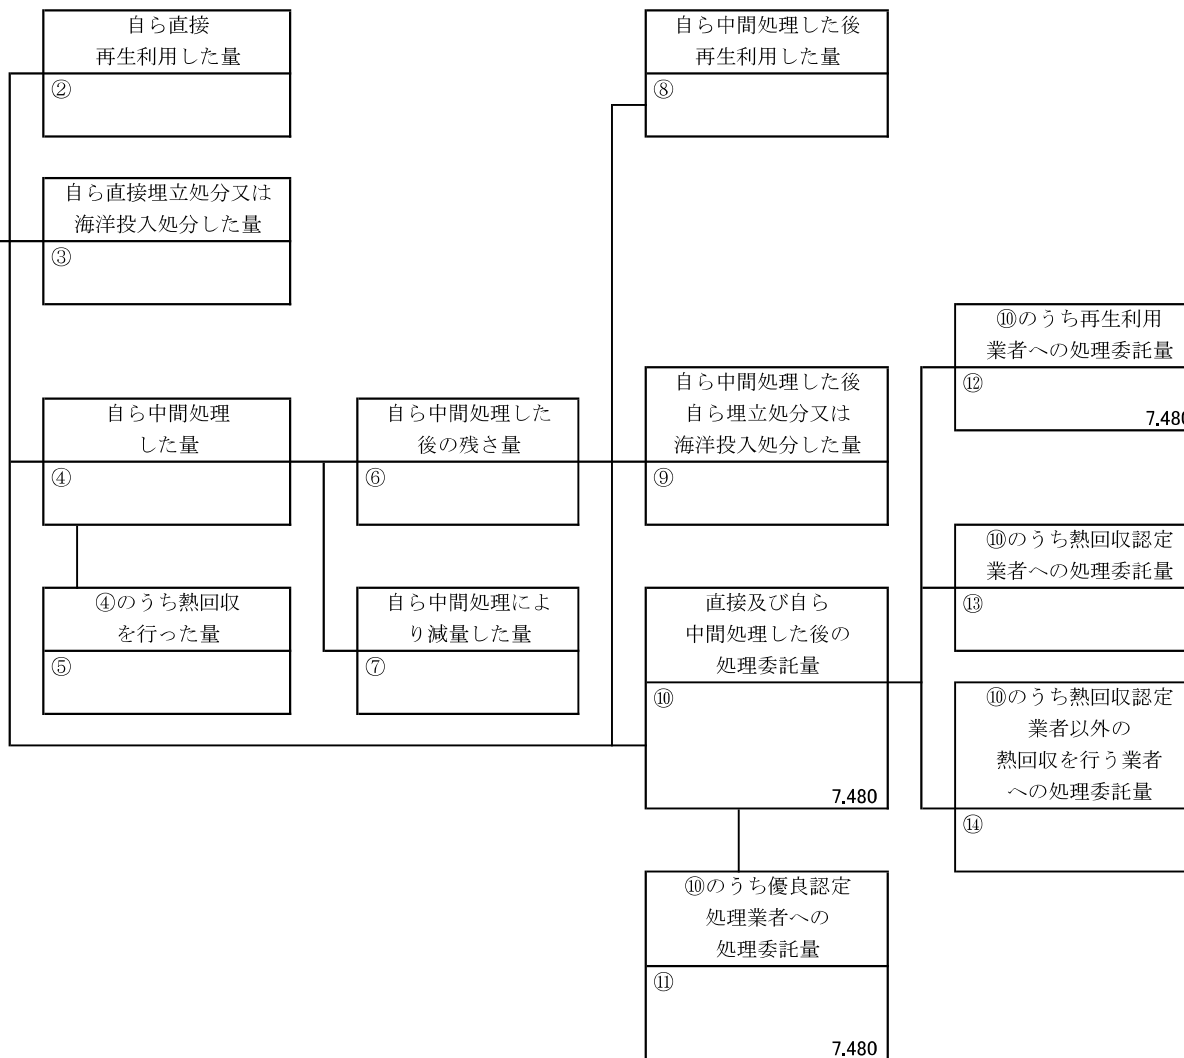 自ら直接
再生利用した量
②
自ら中間処理した後
再生利用した量
⑧
自ら直接埋立処分又は
海洋投入処分した量
③
⑩のうち再生利用
業者への処理委託量
⑫
7.480
自ら中間処理
した量
④
自ら中間処理した
後の残さ量
⑥
自ら中間処理した後
自ら埋立処分又は
海洋投入処分した量
⑨
⑩のうち熱回収認定
業者への処理委託量
⑬
④のうち熱回収
を行った量
⑤
自ら中間処理によ
り減量した量
⑦
直接及び自ら
中間処理した後の
処理委託量
⑩
7.480
⑩のうち熱回収認定
業者以外の
熱回収を行う業者
への処理委託量
⑭
⑩のうち優良認定
処理業者への
処理委託量
⑪
7.480